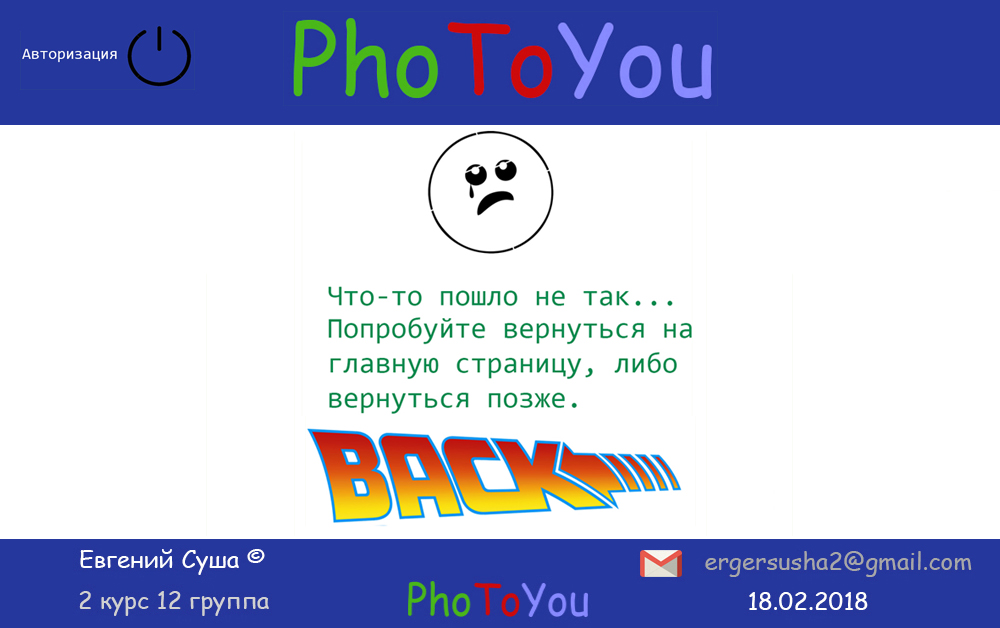 Авторизация
PhoToYou
Что-то пошло не так...
Попробуйте вернуться на
главную страницу, либо
вернуться позже.
BACK
Евгений Суша ©
ergersusha2@gmail.com
2 курс 12 группа
PhoToYou
18.02.2018